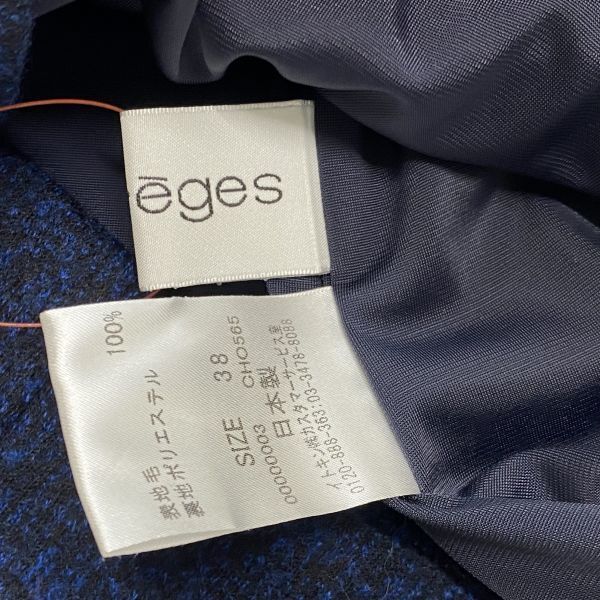 ēges
表地毛 100%
裏地ポリエステル
SIZE 38
0000003 CHO565
日本製
イトキン㈱カスタマーサービス室
0120-888-363:03-3478-8088